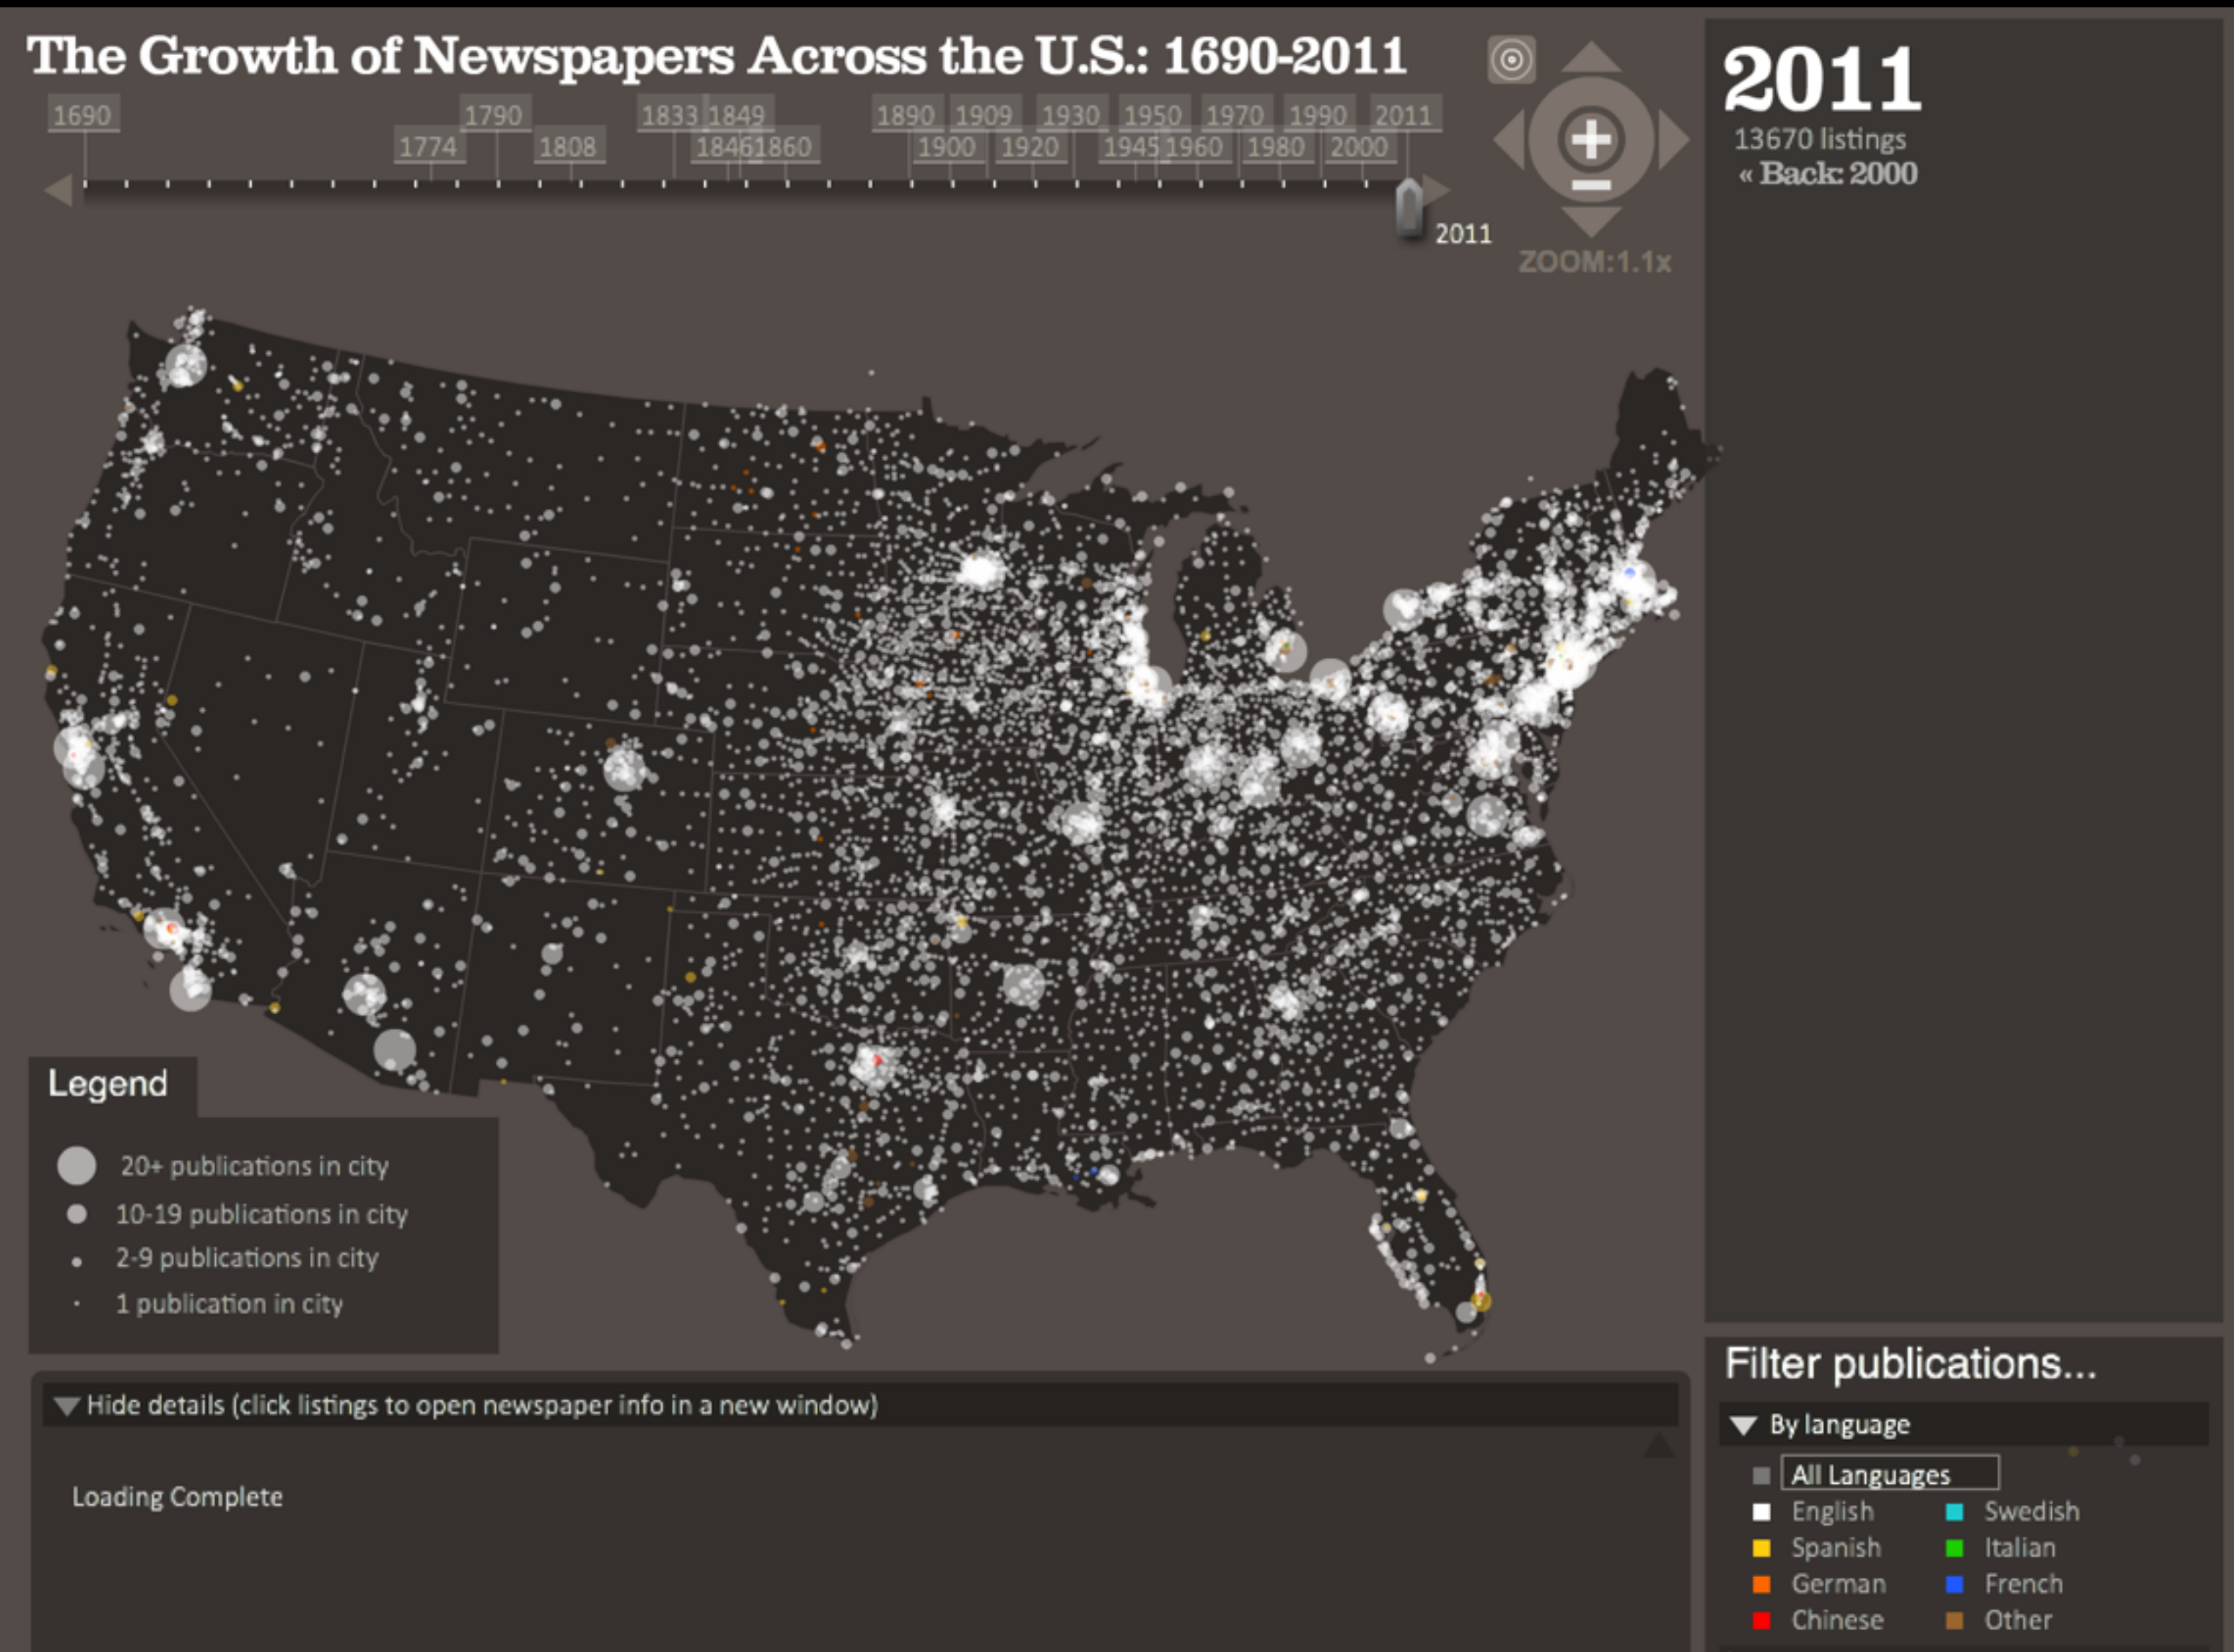 The Growth of Newspapers Across the U.S.: 1690-2011
1690
1790
1833
1849
1890
1909
1930
1950
1970
1990
2011
1774
1808
1846
1860
1900
1920
1945
1960
1980
2000
2011
ZOOM:1.1x
2011
13670 listings
« Back: 2000
Legend
20+ publications in city
10-19 publications in city
2-9 publications in city
1 publication in city
Hide details (click listings to open newspaper info in a new window)
Loading Complete
Filter publications...
By language
All Languages
English
Swedish
Spanish
Italian
German
French
Chinese
Other